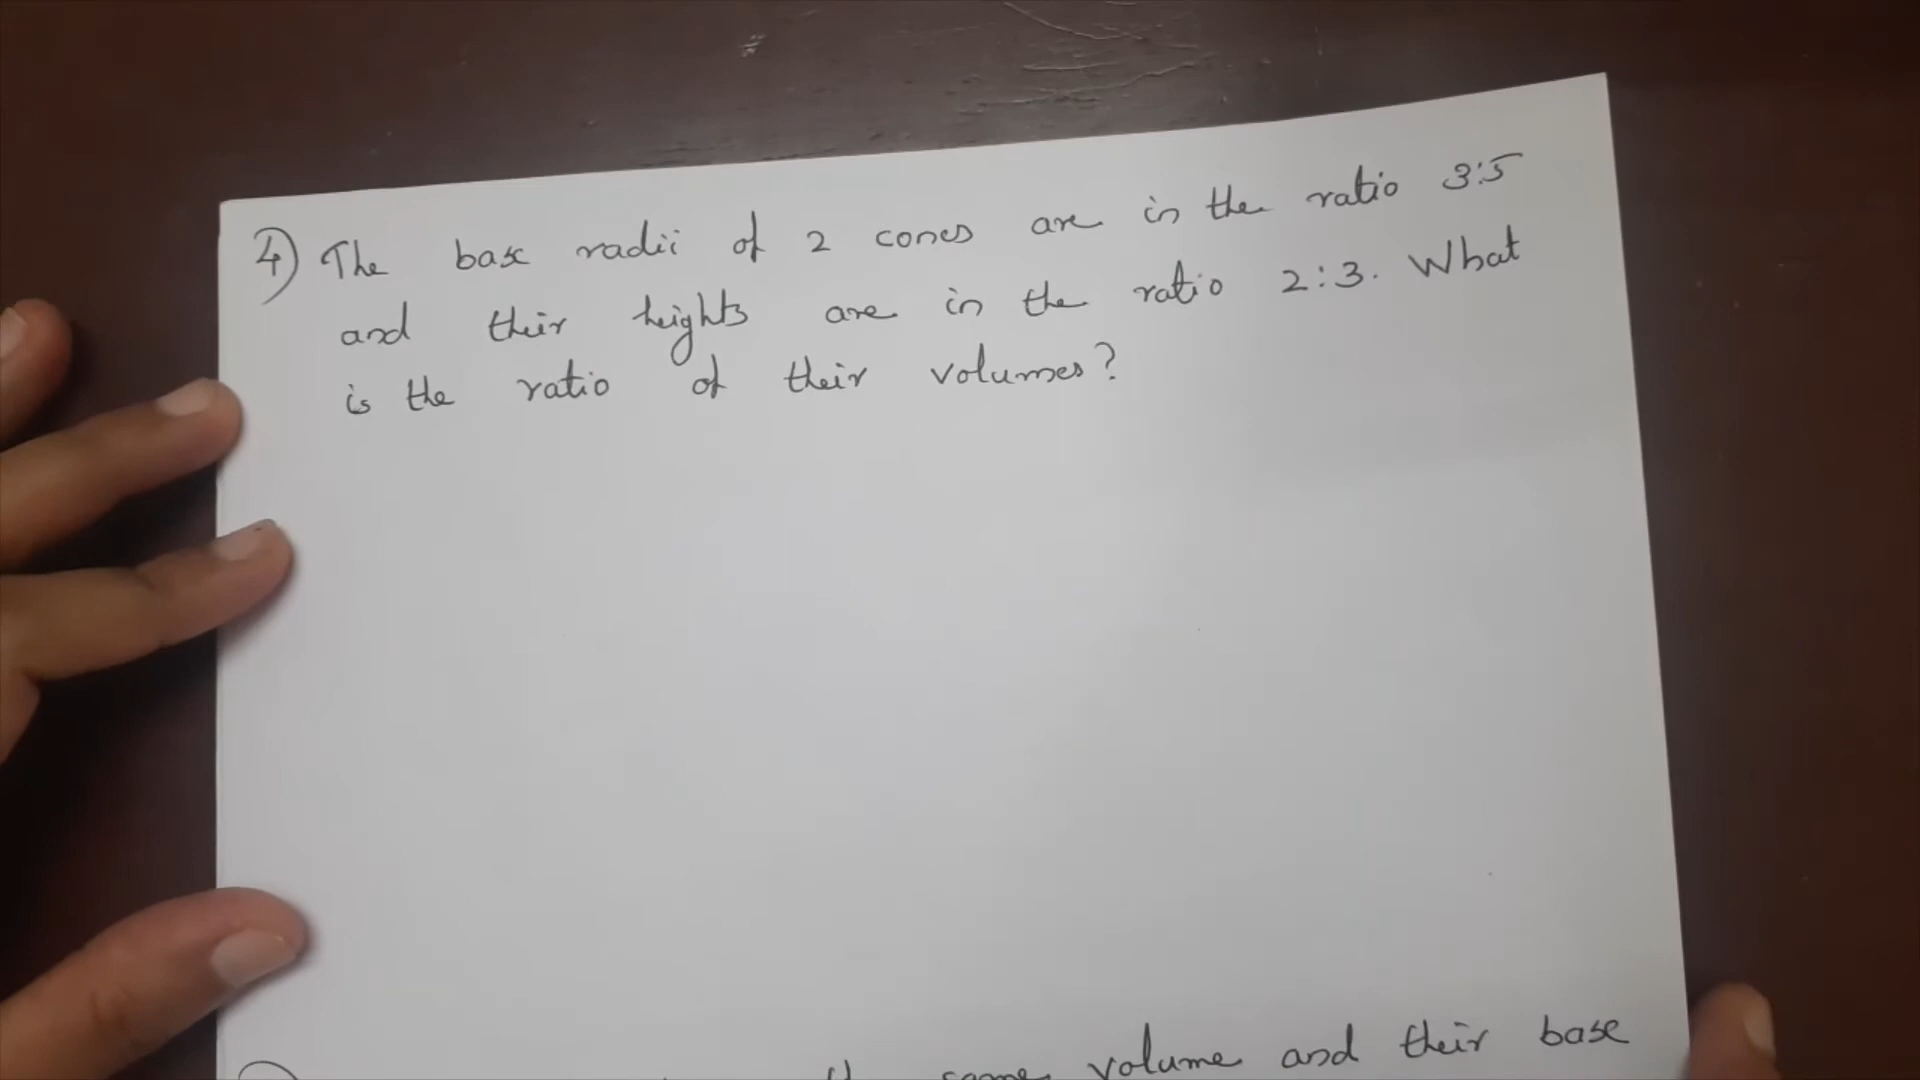 4) The base radii of 2 cones are in the ratio 3:5
and their heights are in the ratio 2:3. What
is the ratio of their volumes?
same volume and their base